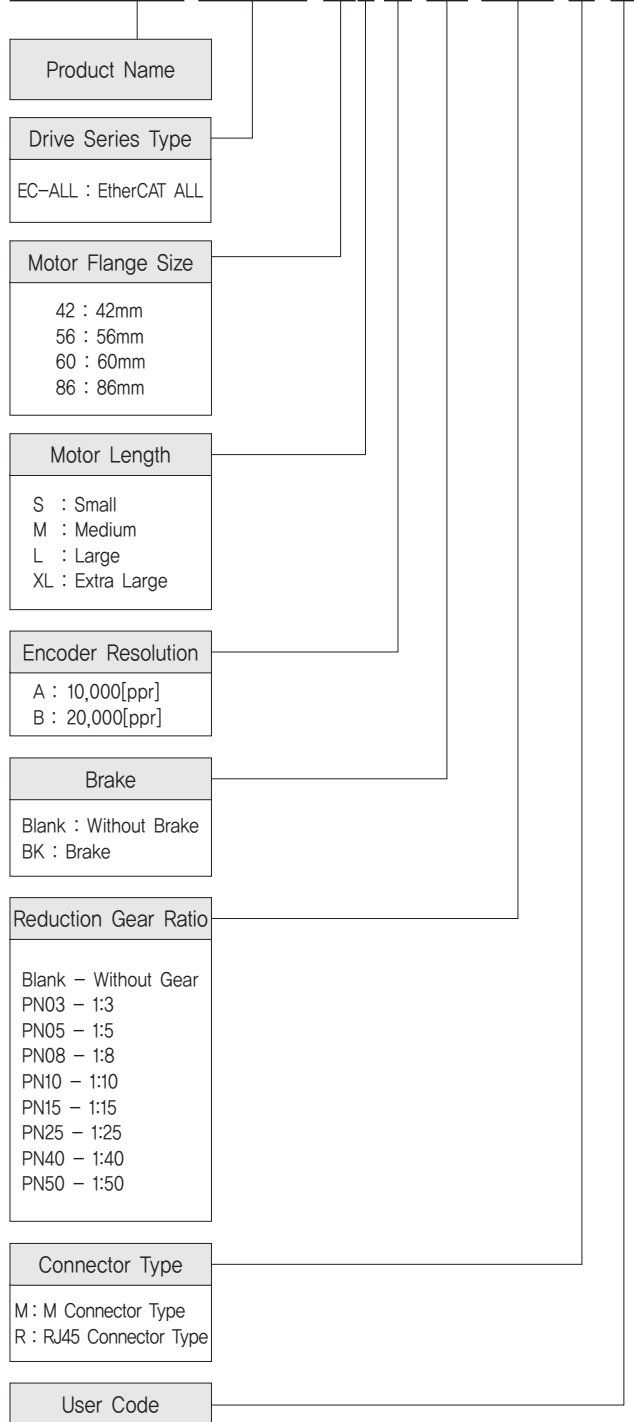 Product Name
Drive Series Type
EC-ALL : EtherCAT ALL
Motor Flange Size
42 : 42mm
56 : 56mm
60 : 60mm
86 : 86mm
Motor Length
S : Small
M : Medium
L : Large
XL : Extra Large
Encoder Resolution
A : 10,000[ppr]
B : 20,000[ppr]
Brake
Blank : Without Brake
BK : Brake
Reduction Gear Ratio
Blank - Without Gear
PN03 - 1:3
PN05 - 1:5
PN08 - 1:8
PN10 - 1:10
PN15 - 1:15
PN25 - 1:25
PN40 - 1:40
PN50 - 1:50
Connector Type
M : M Connector Type
R : RJ45 Connector Type
User Code